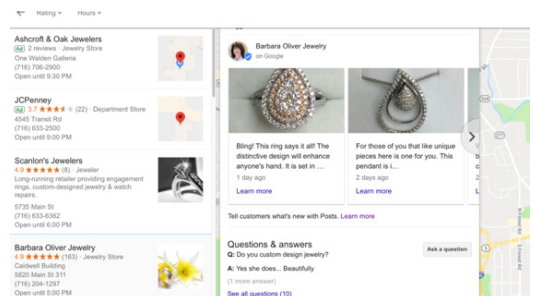 Rating Hours
Ashcroft & Oak Jewelers
Ad 2 reviews · Jewelry Store
One Walden Galleria
(716) 706-2900
Open until 9:30 PM
JCPenney
Ad 3.7 (22) · Department Store
4545 Transit Rd
(716) 633-2500
Open until 9:00 PM
Scanlon's Jewelers
4.9 (8) · Jeweler
Long-running retailer providing engagement
rings, custom-designed jewelry & watch
repairs.
5735 Main St
(716) 633-6362
Open until 6:00 PM
Barbara Oliver Jewelry
4.9 (163) · Jewelry Store
Caldwell Building
5820 Main St 311
(716) 204-1297
Open until 5:00 PM
Barbara Oliver Jewelry
on Google
Bling! This ring says it all! The
distinctive design will enhance
anyone's hand. It is set in ....
1 day ago
Learn more
For those of you that like unique
pieces here is one for you. This
pendant is i...
2 days ago
Learn more
Tell customers what's new with Posts. Learn more
Questions & answers
Q: Do you custom design jewelry?
A: Yes she does... Beautifully
(1 more answer)
See all questions (10)
Ask a question